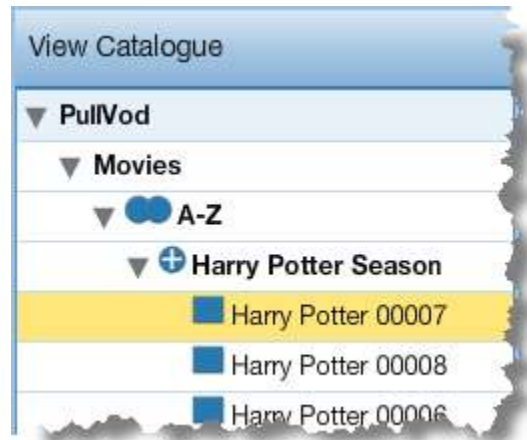 View Catalogue
PullVod
Movies
A-Z
Harry Potter Season
Harry Potter 00007
Harry Potter 00008
Harry Potter 00006